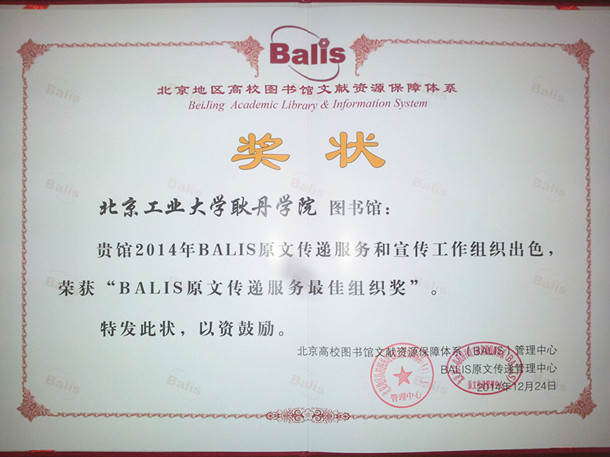 Balis
北京地区高校图书馆文献资源保障体系
BeiJing Academic Library & Information System
奖 状
北京工业大学耿丹学院 图书馆：
贵馆2014年BALIS原文传递服务和宣传工作组织出色，
荣获“BALIS原文传递服务最佳组织奖”。
特发此状，以资鼓励。
北京高校图书馆文献资源保障体系（BALIS）管理中心
BALIS原文传递管理中心
2014年12月24日
管理中心